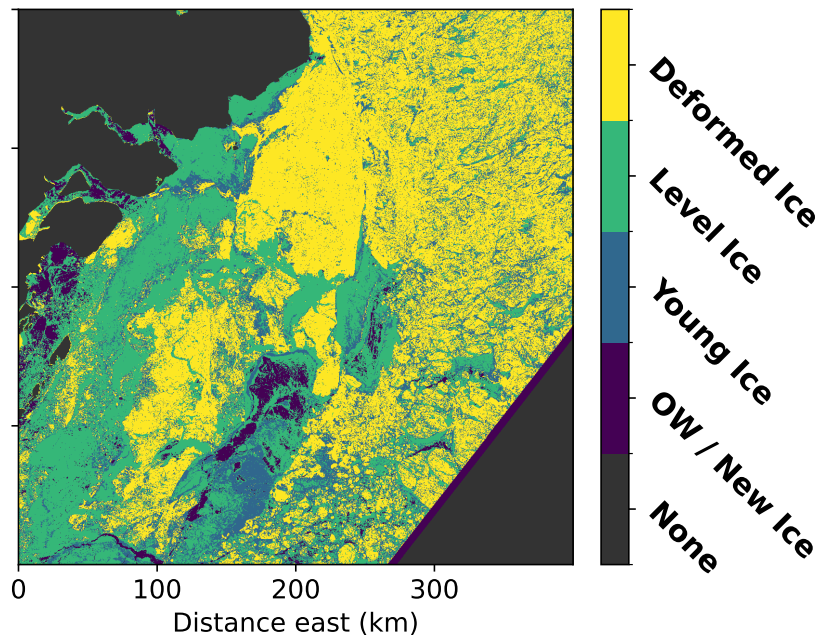 Deformed Ice
Level Ice
Young Ice
OW / New Ice
None
0 100 200 300
Distance east (km)